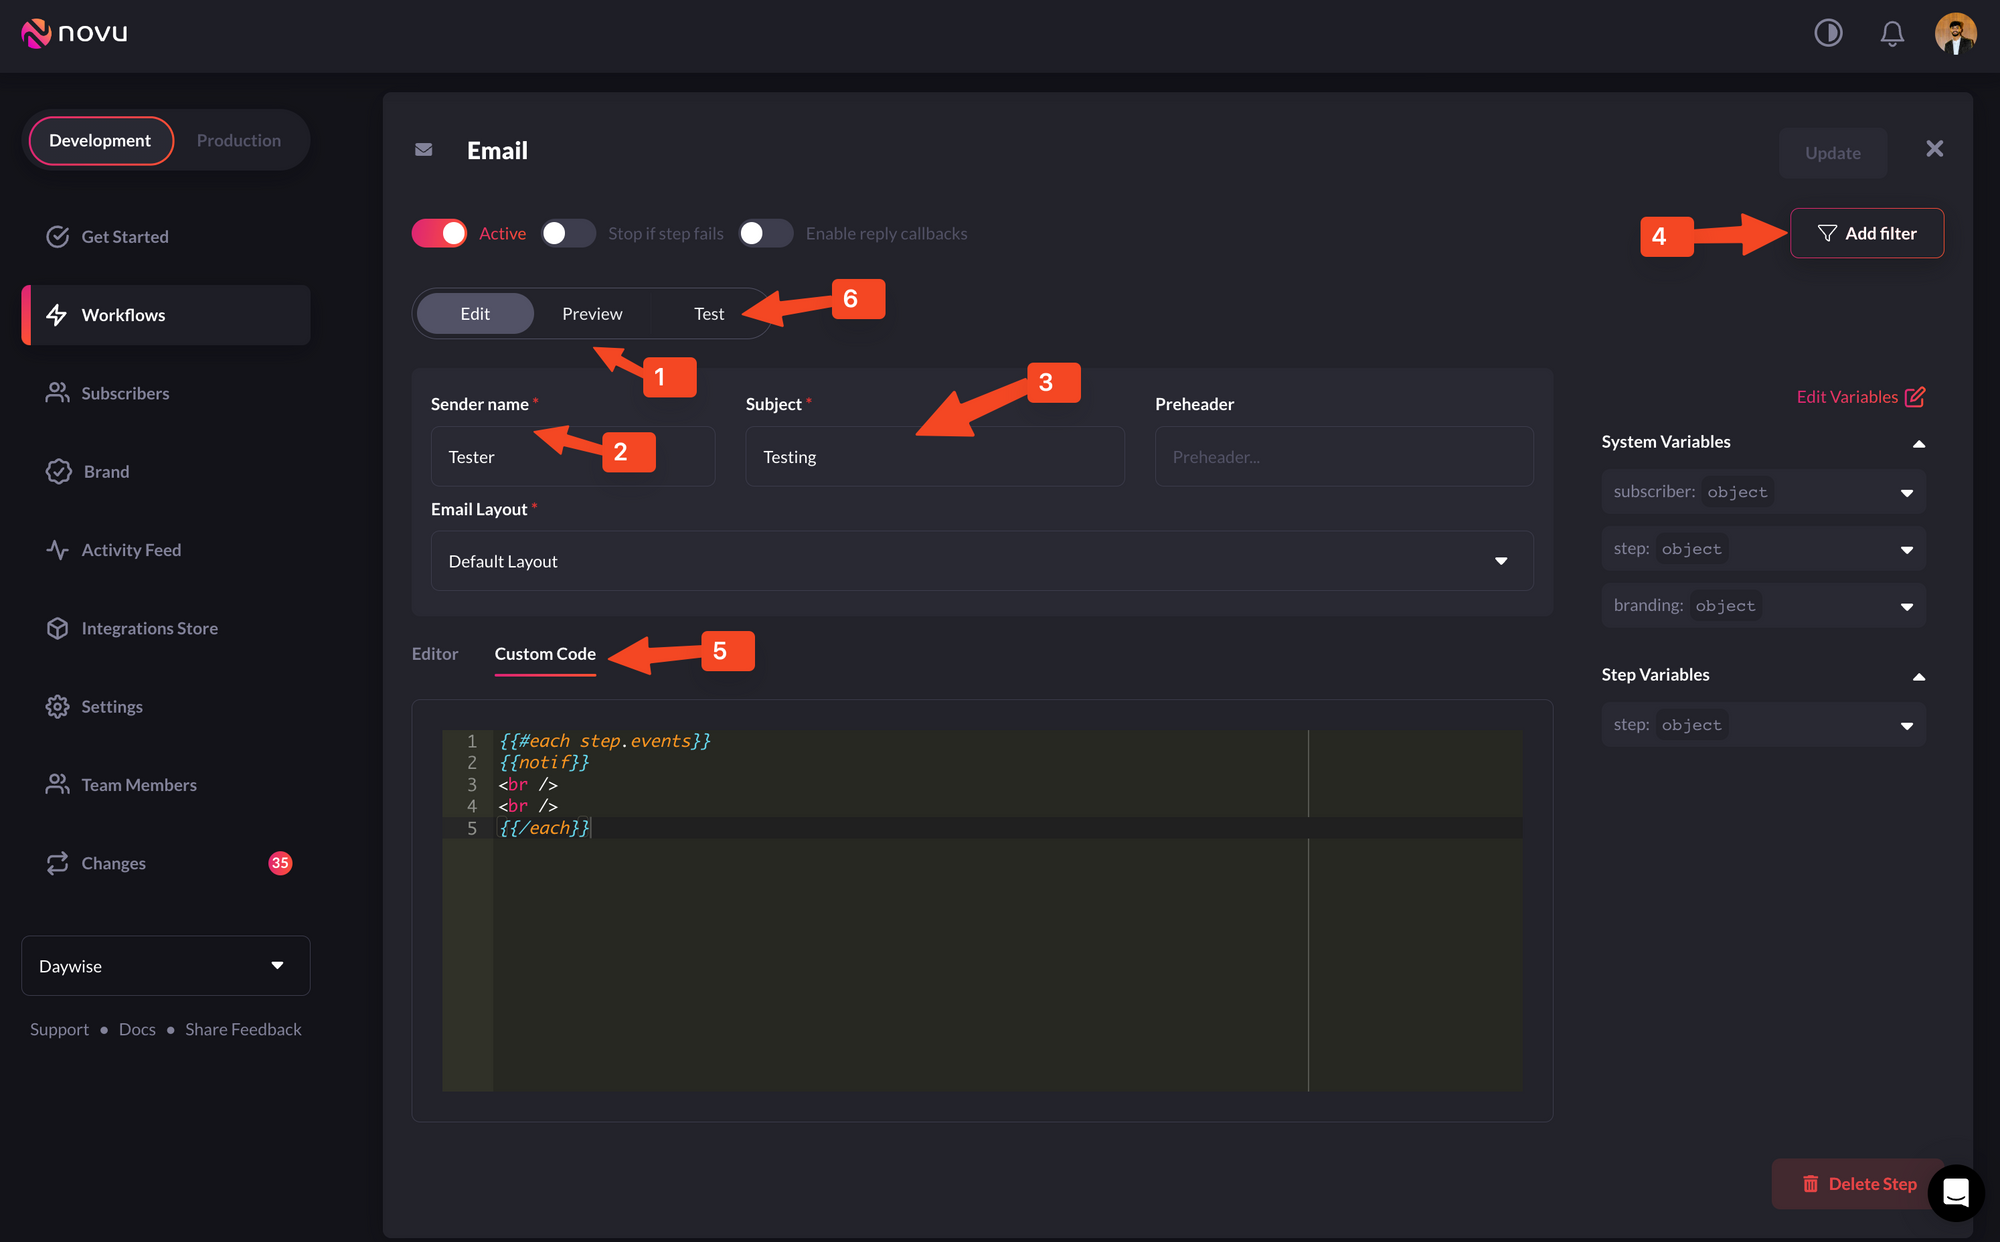 novu
Development
Production
Get Started
Workflows
Subscribers
Brand
Activity Feed
Integrations Store
Settings
Team Members
Changes
35
Daywise
Support • Docs • Share Feedback
Email
Update
Active
Stop if step fails
Enable reply callbacks
4
Add filter
Edit
Preview
Test
6
1
3
Sender name *
Subject *
Preheader
2
Tester
Testing
Preheader...
Email Layout *
Default Layout
Edit Variables
System Variables
subscriber: object
step: object
branding: object
Step Variables
step: object
Editor
Custom Code
5
1 {{#each step.events}}
2 {{notif}}
3 <br />
4 <br />
5 {{/each}}
Delete Step